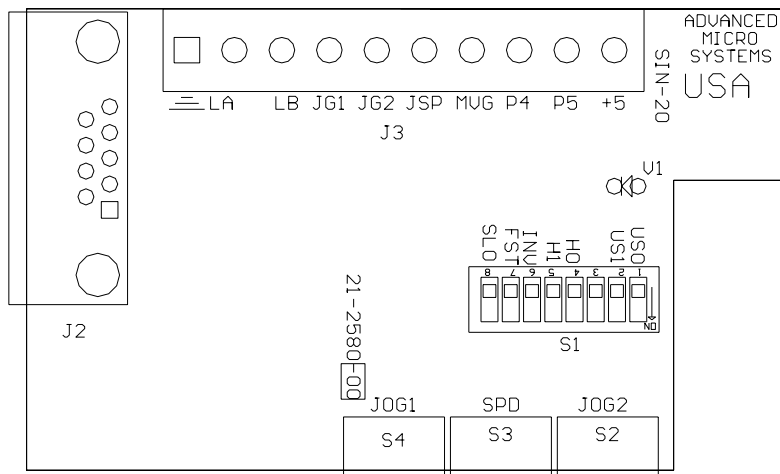 ADVANCED
MICRO
SYSTEMS
USA
SIN-20
LA LB JG1 JG2 JSP MVG P4 P5 +5
J3
V1
SLO FST INV H1 H0 US1 US0
8 7 6 5 4 3 2 1
ON
S1
J2
21-2580-00
JOG1 SPD JOG2
S4 S3 S2